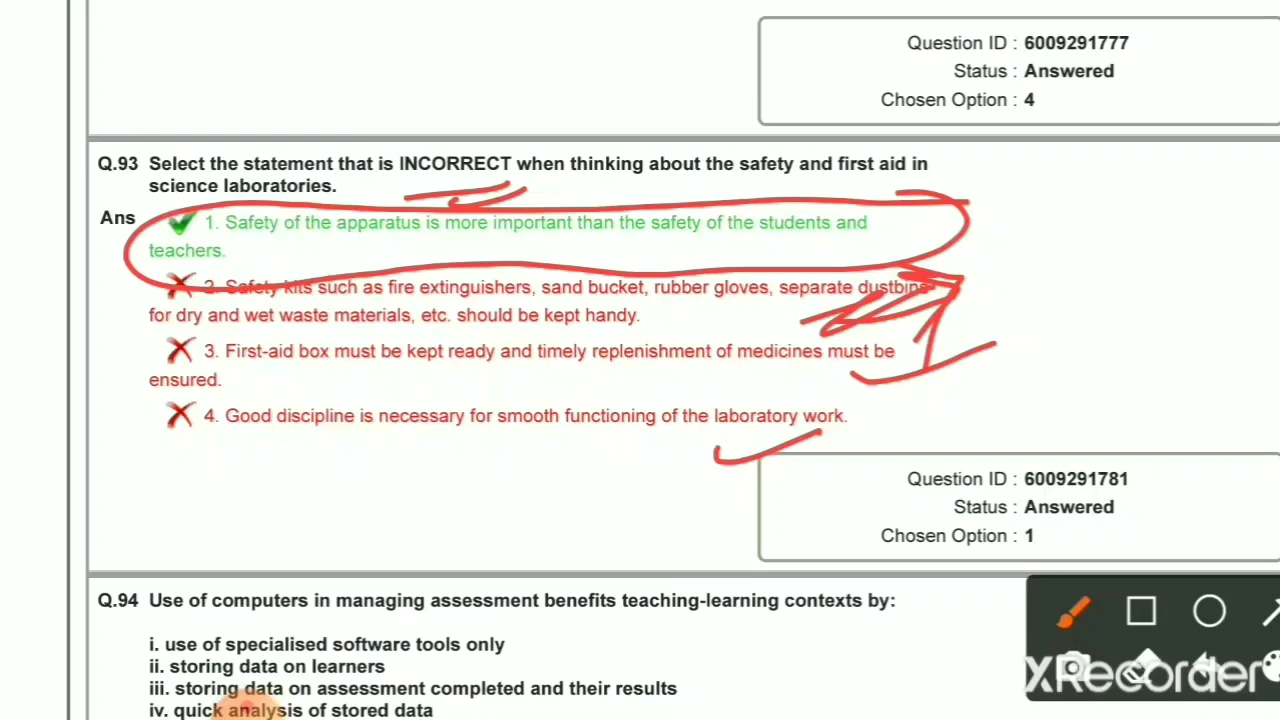 Question ID : 6009291777
Status : Answered
Chosen Option : 4
Q.93 Select the statement that is INCORRECT when thinking about the safety and first aid in
science laboratories.
Ans 1. Safety of the apparatus is more important than the safety of the students and
teachers.
2. Safety kits such as fire extinguishers, sand bucket, rubber gloves, separate dustbins
for dry and wet waste materials, etc. should be kept handy.
3. First-aid box must be kept ready and timely replenishment of medicines must be
ensured.
4. Good discipline is necessary for smooth functioning of the laboratory work.
Question ID : 6009291781
Status : Answered
Chosen Option : 1
Q.94 Use of computers in managing assessment benefits teaching-learning contexts by:
i. use of specialised software tools only
ii. storing data on learners
iii. storing data on assessment completed and their results
iv. quick analysis of stored data
XRecorder